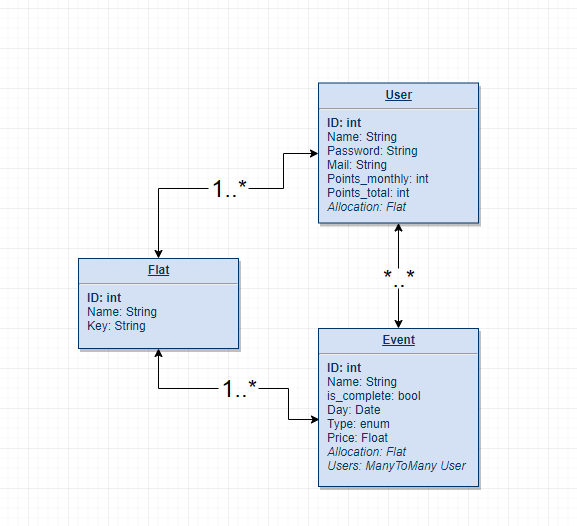 User
ID: int
Name: String
Password: String
Mail: String
Points_monthly: int
Points_total: int
Allocation: Flat
1..*
*..*
Flat
ID: int
Name: String
Key: String
1..*
Event
ID: int
Name: String
is_complete: bool
Day: Date
Type: enum
Price: Float
Allocation: Flat
Users: ManyToMany User